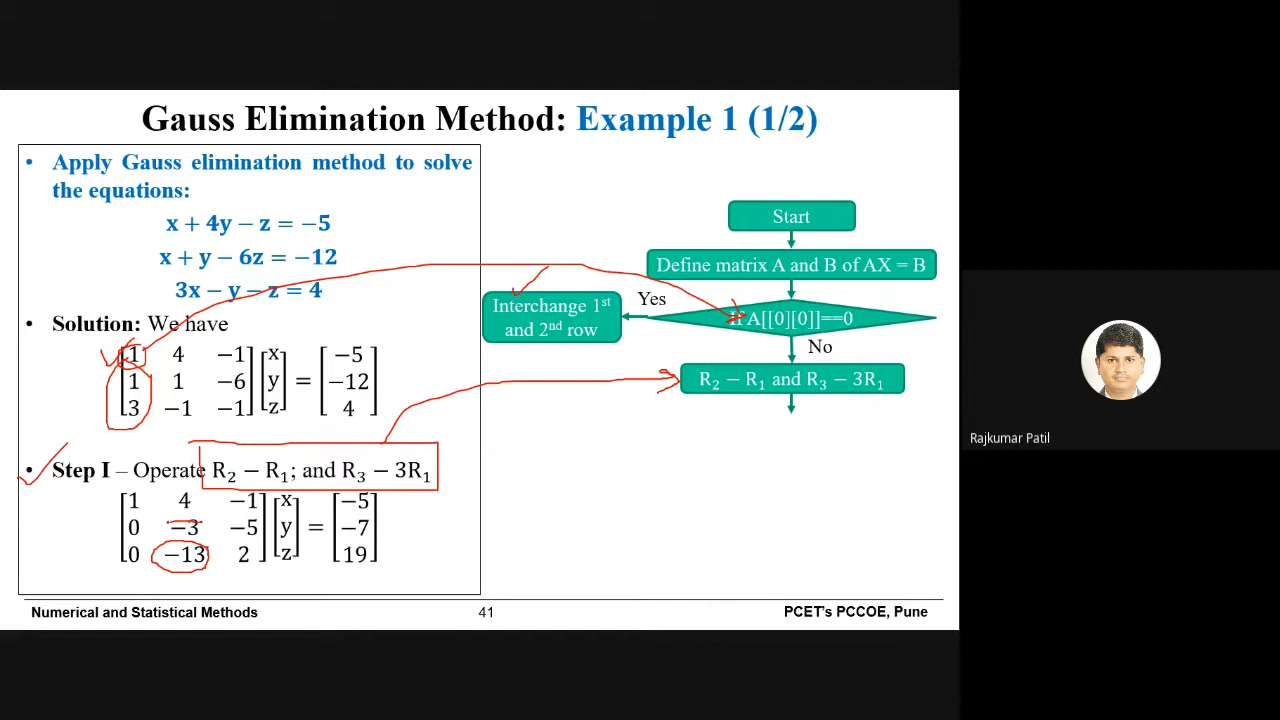 Gauss Elimination Method: Example 1 (1/2)
• Apply Gauss elimination method to solve
the equations:
x + 4y − z = −5
x + y − 6z = −12
3x − y − z = 4
• Solution: We have
[1 4 −1] [x] [−5]
[1 1 −6] [y] = [−12]
[3 −1 −1] [z] [4]
• Step I – Operate R₂ − R₁; and R₃ − 3R₁
[1 4 −1] [x] [−5]
[0 −3 −5] [y] = [−7]
[0 −13 2] [z] [19]
Start
Define matrix A and B of AX = B
If A[[0][0]]==0
Yes
Interchange 1st
and 2nd row
No
R₂ − R₁ and R₃ − 3R₁
Numerical and Statistical Methods
41
PCET's PCCOE, Pune
Rajkumar Patil